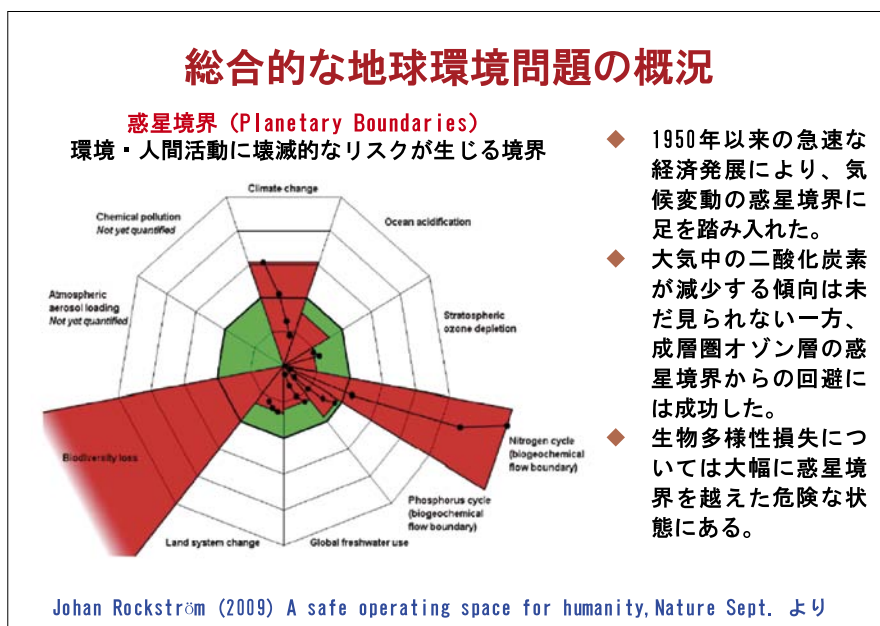 総合的な地球環境問題の概況
惑星境界（Planetary Boundaries）
環境・人間活動に壊滅的なリスクが生じる境界
Climate change
Chemical pollution
Not yet quantified
Ocean acidification
Atmospheric
aerosol loading
Not yet quantified
Stratospheric
ozone depletion
Biodiversity loss
Nitrogen cycle
(biogeochemical
flow boundary)
Phosphorus cycle
(biogeochemical
flow boundary)
Land system change
Global freshwater use
◆ 1950年以来の急速な
経済発展により、気
候変動の惑星境界に
足を踏み入れた。
◆ 大気中の二酸化炭素
が減少する傾向は未
だ見られない一方、
成層圏オゾン層の惑
星境界からの回避に
は成功した。
◆ 生物多様性損失につ
いては大幅に惑星境
界を越えた危険な状
態にある。
Johan Rockström (2009) A safe operating space for humanity, Nature Sept. より